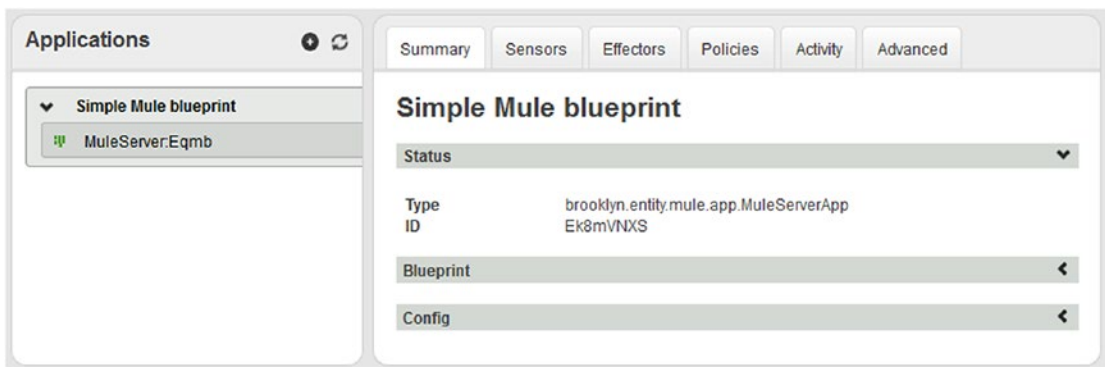 Applications
Simple Mule blueprint
MuleServer:Eqmb
Summary Sensors Effectors Policies Activity Advanced
Simple Mule blueprint
Status
Type brooklyn.entity.mule.app.MuleServerApp
ID Ek8mVNXS
Blueprint
Config